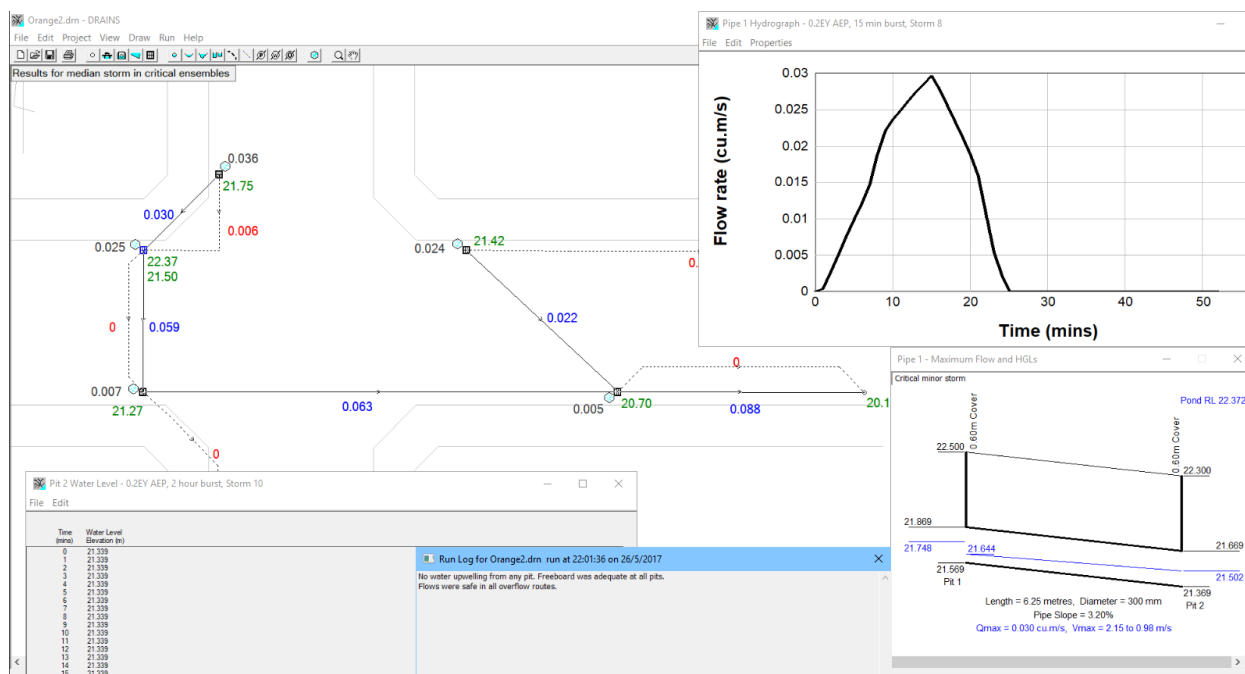 Orange2.drn - DRAINS
File Edit Project View Draw Run Help
Results for median storm in critical ensembles
0.036
21.75
0.030
0.006
0.025
22.37
21.50
0.024
21.42
0.
0
0.059
0.022
0
0.007
21.27
0.063
0.005
20.70
0.088
20.1
0
Pipe 1 Hydrograph - 0.2EY AEP, 15 min burst, Storm 8
File Edit Properties
Flow rate (cu.m/s)
0.03
0.025
0.02
0.015
0.01
0.005
0
0 10 20 30 40 50
Time (mins)
Pipe 1 - Maximum Flow and HGLs
Critical minor storm
Pond RL 22.372
0.60m Cover
0.60m Cover
22.500
22.300
21.869
21.669
21.748
21.644
21.569
21.502
Pit 1
21.369
Pit 2
Length = 6.25 metres, Diameter = 300 mm
Pipe Slope = 3.20%
Qmax = 0.030 cu.m/s, Vmax = 2.15 to 0.98 m/s
Pit 2 Water Level - 0.2EY AEP, 2 hour burst, Storm 10
File Edit
Time Water Level
(mins) Elevation (m)
0 21.339
1 21.339
2 21.339
3 21.339
4 21.339
5 21.339
6 21.339
7 21.339
8 21.339
9 21.339
10 21.339
11 21.339
12 21.339
13 21.339
14 21.339
15 21.339
Run Log for Orange2.drn run at 22:01:36 on 26/5/2017
No water upwelling from any pit. Freeboard was adequate at all pits.
Flows were safe in all overflow routes.